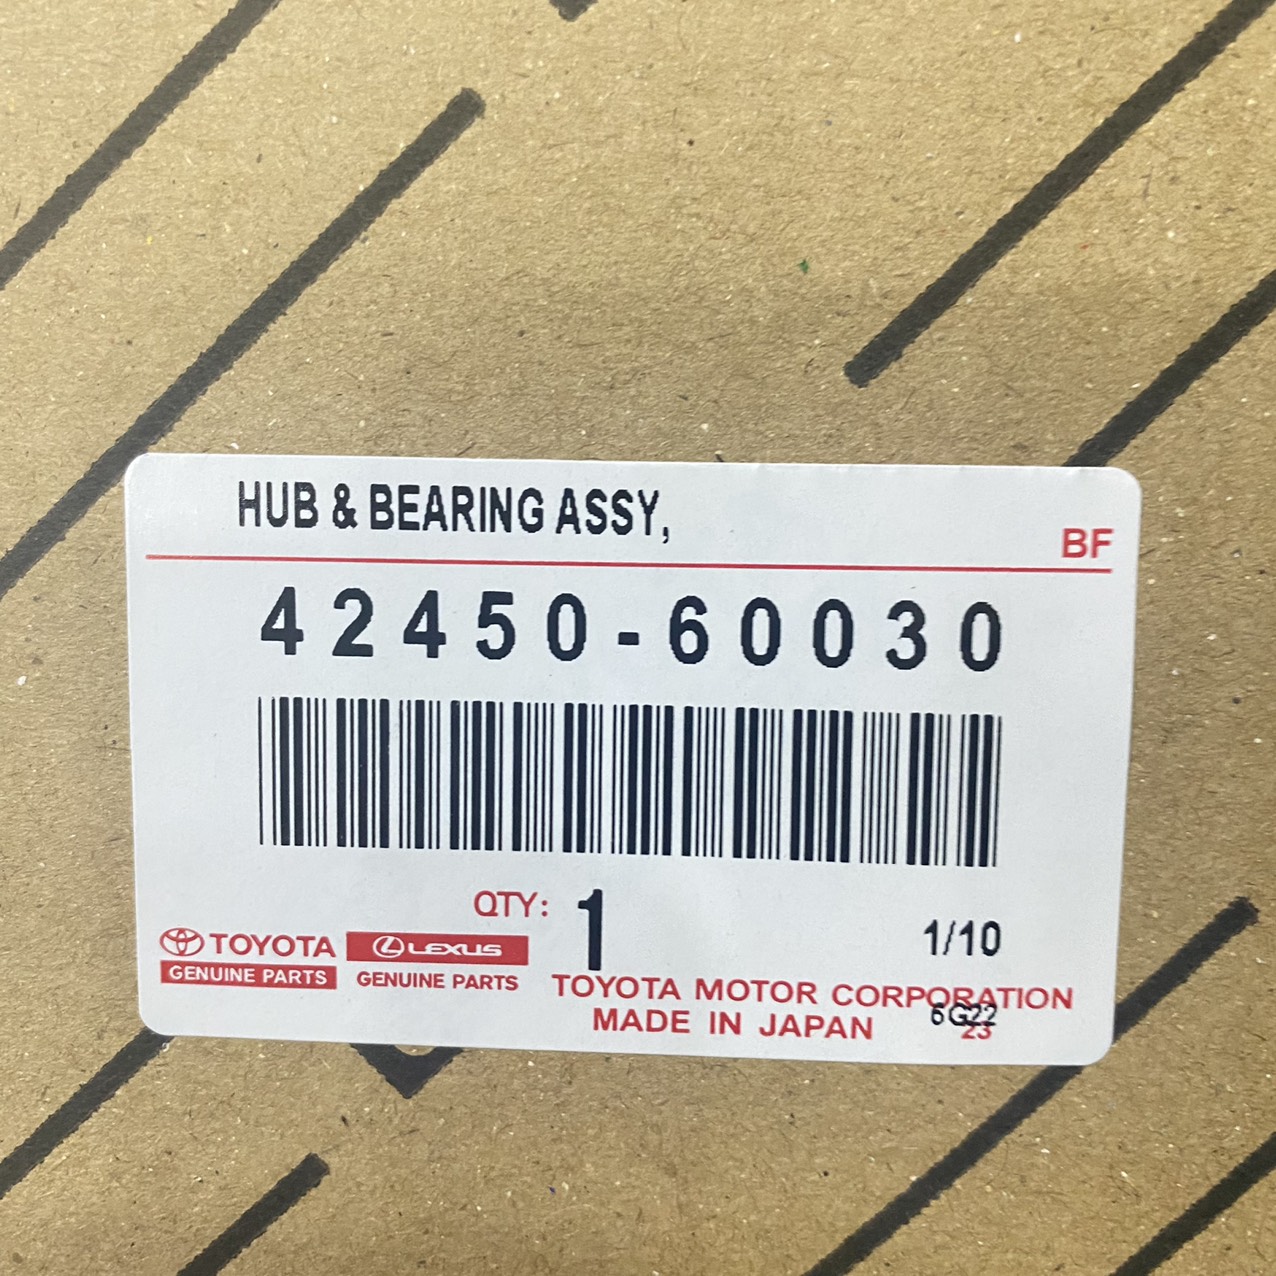 HUB & BEARING ASSY,
BF
42450-60030
QTY: 1
1/10
TOYOTA
GENUINE PARTS
LEXUS
GENUINE PARTS
TOYOTA MOTOR CORPORATION
MADE IN JAPAN
6G22
23